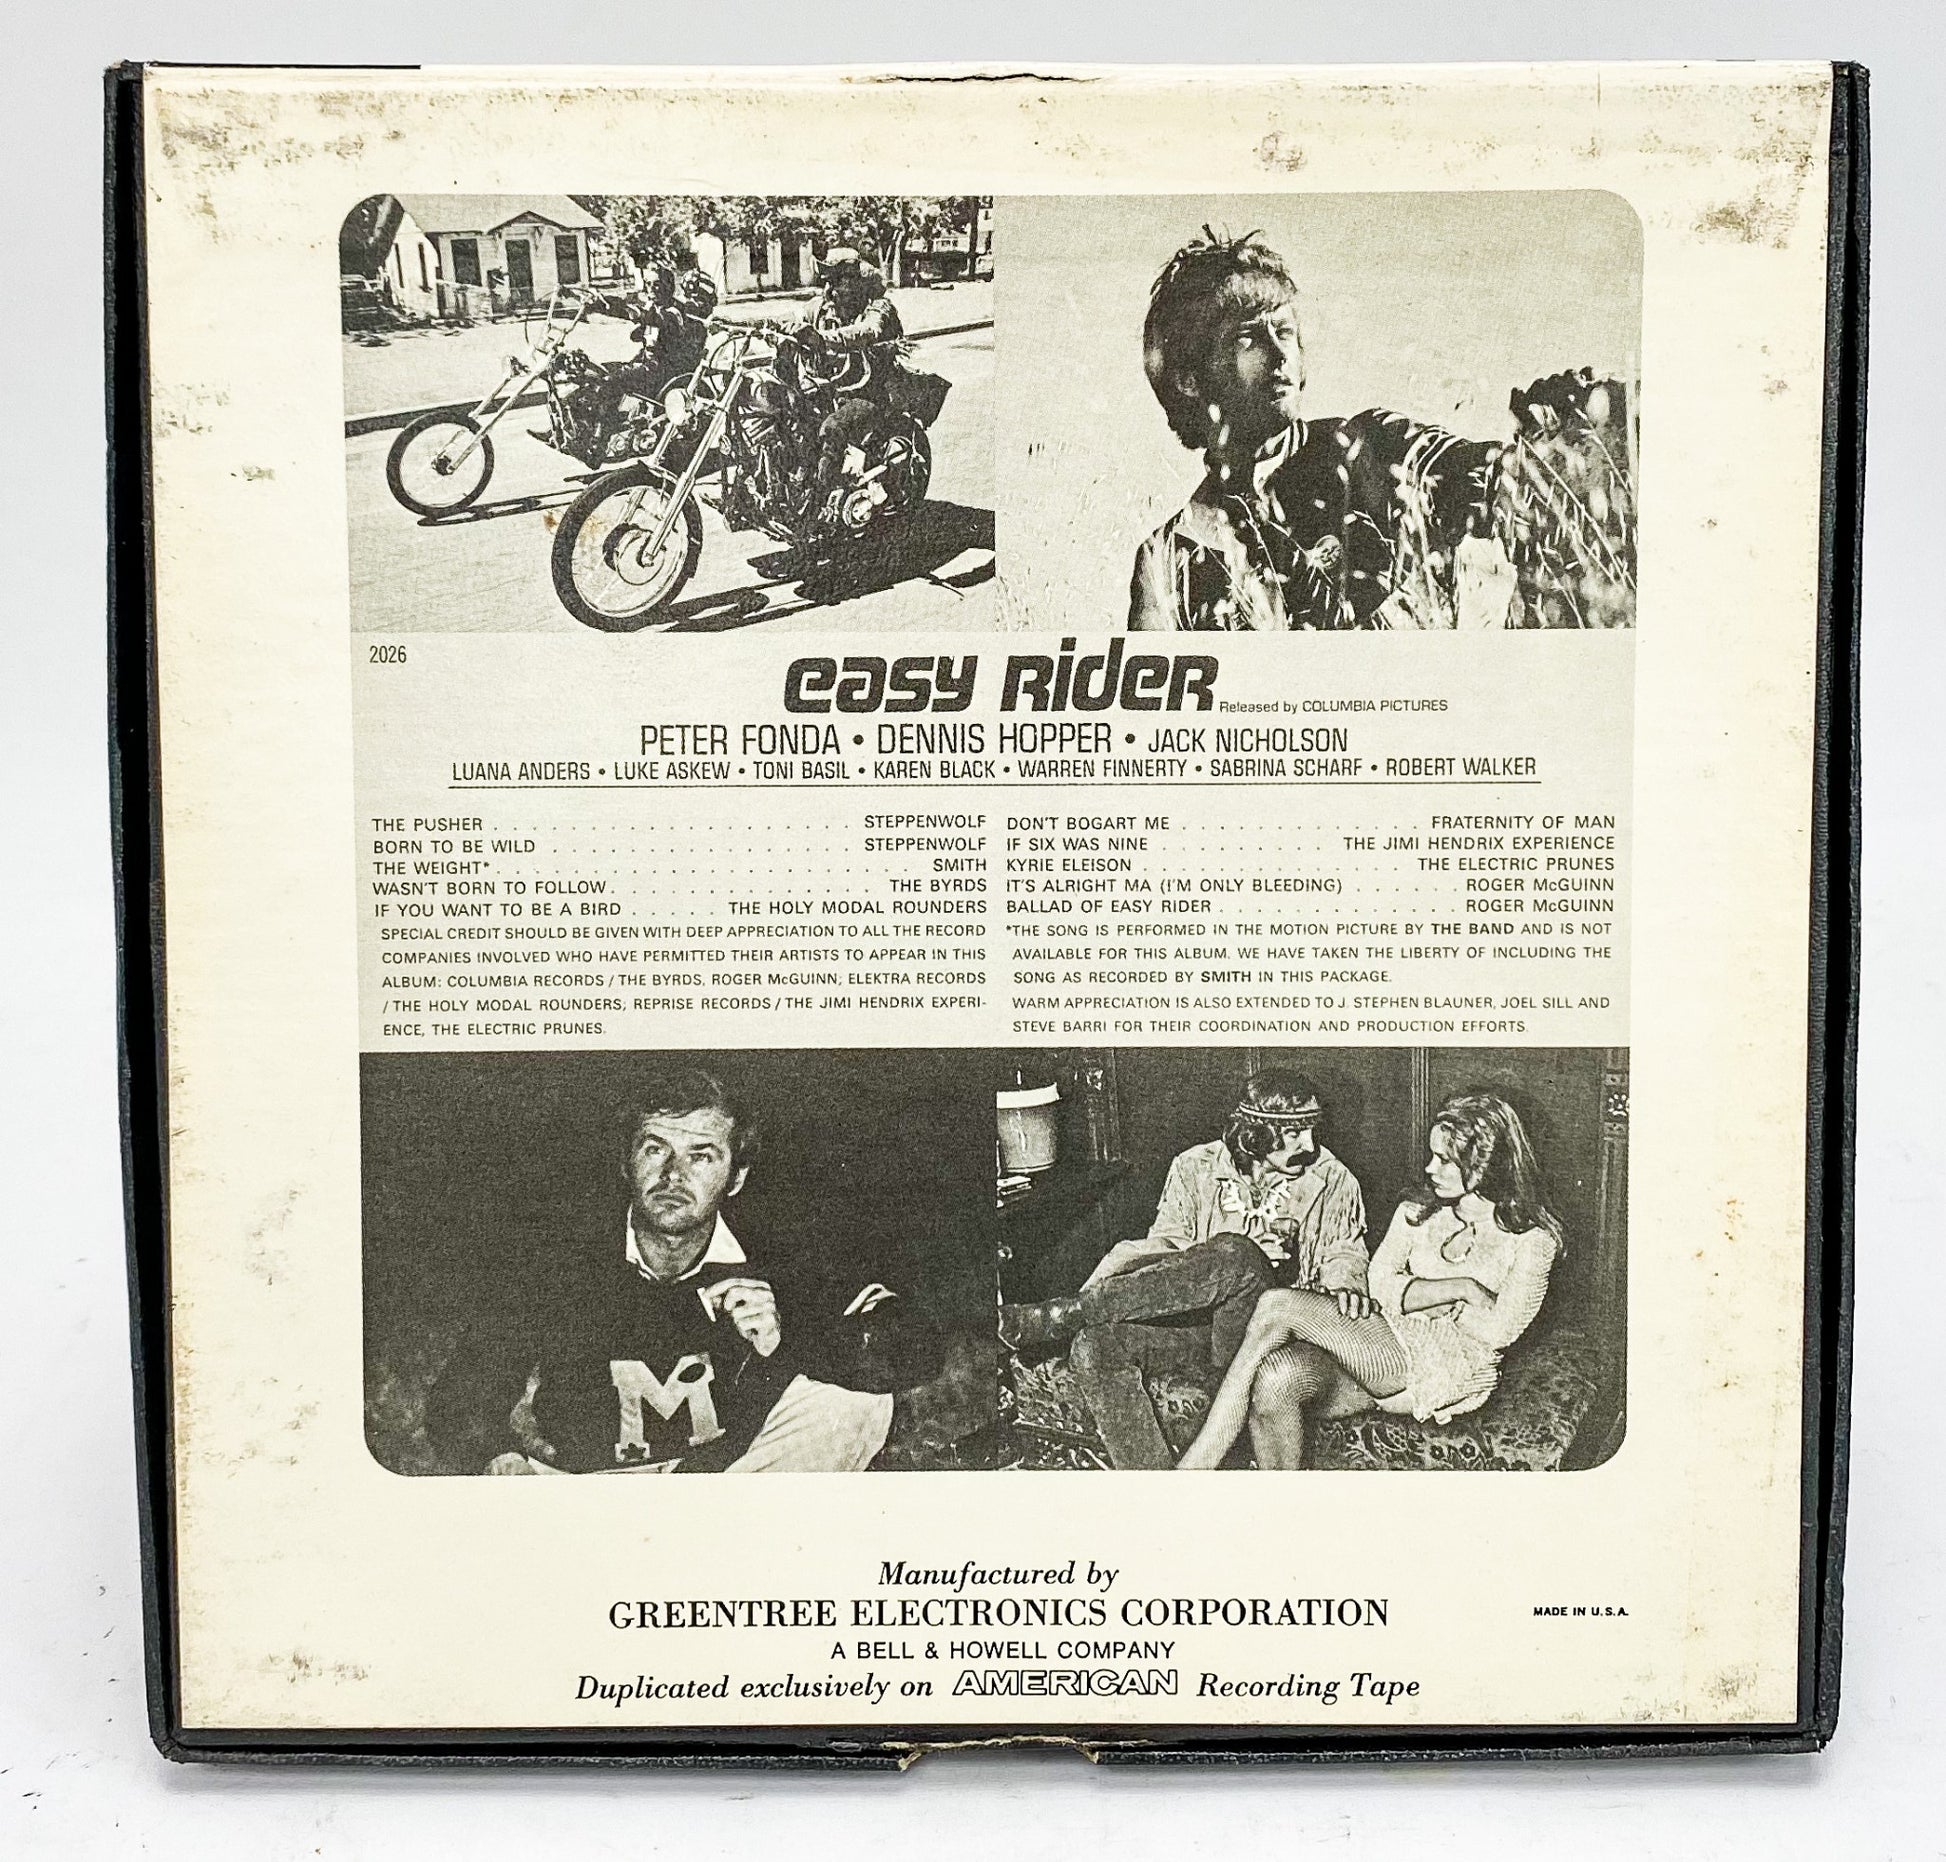 2026
easy Rider
Released by COLUMBIA PICTURES
PETER FONDA • DENNIS HOPPER • JACK NICHOLSON
LUANA ANDERS • LUKE ASKEW • TONI BASIL • KAREN BLACK • WARREN FINNERTY • SABRINA SCHARF • ROBERT WALKER
THE PUSHER . . . . . . . . . . . . . . . . . . . STEPPENWOLF
BORN TO BE WILD . . . . . . . . . . . . . . . . STEPPENWOLF
THE WEIGHT* . . . . . . . . . . . . . . . . . . . . . . SMITH
WASN'T BORN TO FOLLOW . . . . . . . . . . . . . THE BYRDS
IF YOU WANT TO BE A BIRD . . . . . THE HOLY MODAL ROUNDERS
SPECIAL CREDIT SHOULD BE GIVEN WITH DEEP APPRECIATION TO ALL THE RECORD
COMPANIES INVOLVED WHO HAVE PERMITTED THEIR ARTISTS TO APPEAR IN THIS
ALBUM: COLUMBIA RECORDS / THE BYRDS, ROGER McGUINN; ELEKTRA RECORDS
/ THE HOLY MODAL ROUNDERS; REPRISE RECORDS / THE JIMI HENDRIX EXPERI-
ENCE, THE ELECTRIC PRUNES.
DON'T BOGART ME . . . . . . . . . . . . . FRATERNITY OF MAN
IF SIX WAS NINE . . . . . . . . . THE JIMI HENDRIX EXPERIENCE
KYRIE ELEISON . . . . . . . . . . . . . . THE ELECTRIC PRUNES
IT'S ALRIGHT MA (I'M ONLY BLEEDING) . . . . . . ROGER McGUINN
BALLAD OF EASY RIDER . . . . . . . . . . . . . ROGER McGUINN
*THE SONG IS PERFORMED IN THE MOTION PICTURE BY THE BAND AND IS NOT
AVAILABLE FOR THIS ALBUM. WE HAVE TAKEN THE LIBERTY OF INCLUDING THE
SONG AS RECORDED BY SMITH IN THIS PACKAGE.
WARM APPRECIATION IS ALSO EXTENDED TO J. STEPHEN BLAUNER, JOEL SILL AND
STEVE BARRI FOR THEIR COORDINATION AND PRODUCTION EFFORTS.
M
Manufactured by
GREENTREE ELECTRONICS CORPORATION
MADE IN U.S.A.
A BELL & HOWELL COMPANY
Duplicated exclusively on AMERICAN Recording Tape